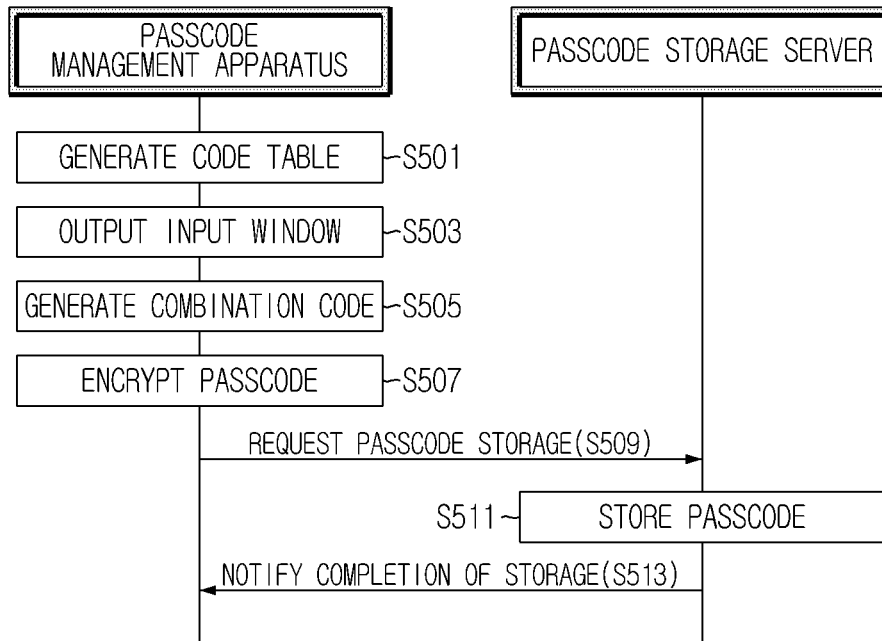 PASSCODE
MANAGEMENT APPARATUS
PASSCODE STORAGE SERVER
GENERATE CODE TABLE
S501
OUTPUT INPUT WINDOW
S503
GENERATE COMBINATION CODE
S505
ENCRYPT PASSCODE
S507
REQUEST PASSCODE STORAGE(S509)
S511
STORE PASSCODE
NOTIFY COMPLETION OF STORAGE(S513)